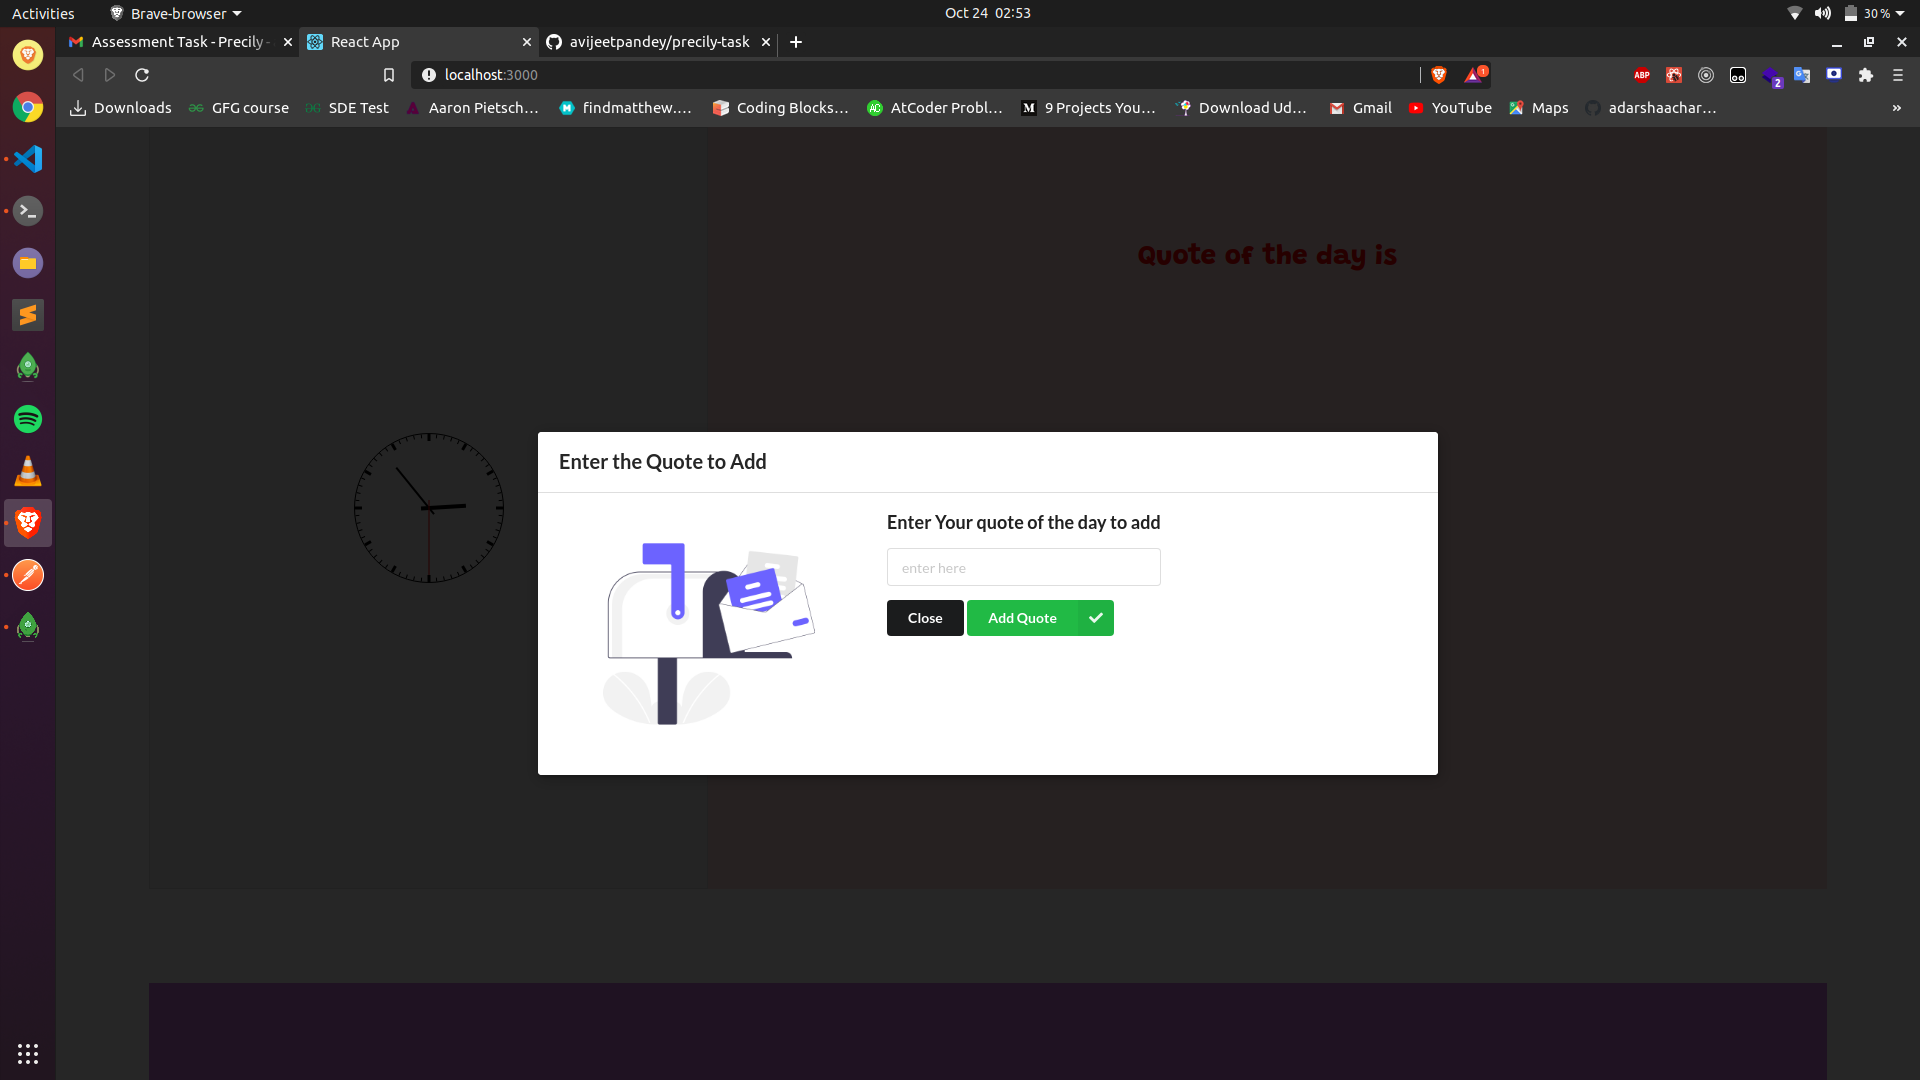 Activities
Brave-browser
Oct 24 02:53
30 %
Assessment Task - Precily -
React App
avijeetpandey/precily-task
localhost:3000
1
ABP
2
Downloads
GFG course
SDE Test
Aaron Pietsch...
findmatthew....
Coding Blocks...
AtCoder Probl...
9 Projects You...
Download Ud...
Gmail
YouTube
Maps
adarshaachar...
»
Quote of the day is
Enter the Quote to Add
Enter Your quote of the day to add
enter here
Close
Add Quote